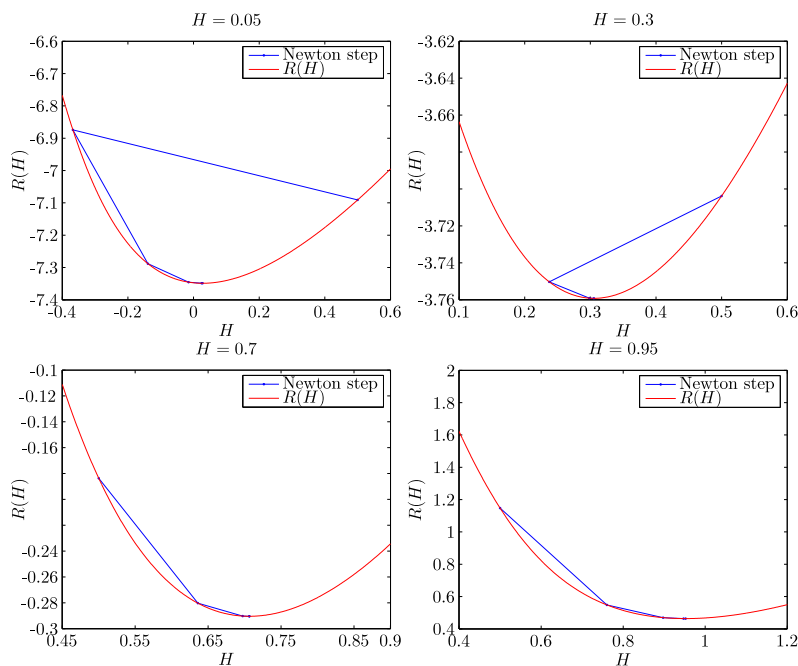 H = 0.05
-6.6
-6.7
-6.8
-6.9
-7
-7.1
-7.2
-7.3
-7.4
R(H)
Newton step
R(H)
-0.4
-0.2
0
0.2
0.4
0.6
H
H = 0.3
-3.62
-3.64
-3.66
-3.72
-3.74
-3.76
R(H)
Newton step
R(H)
0.1
0.2
0.3
0.4
0.5
0.6
H
H = 0.7
-0.1
-0.12
-0.14
-0.16
-0.24
-0.26
-0.28
-0.3
R(H)
Newton step
R(H)
0.45
0.55
0.65
0.75
0.85
0.9
H
H = 0.95
2
1.8
1.6
1.4
1.2
1
0.8
0.6
0.4
R(H)
Newton step
R(H)
0.4
0.6
0.8
1
1.2
H